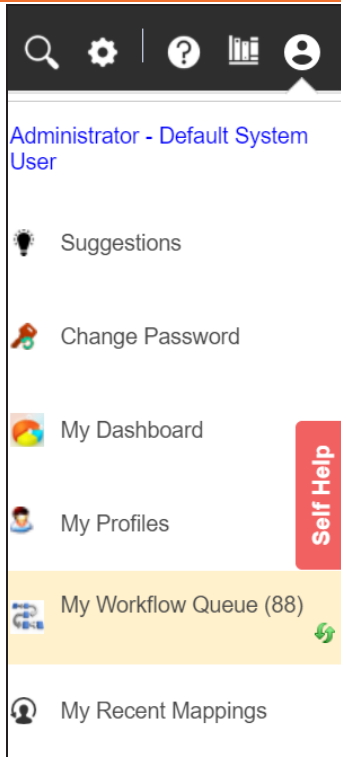 Administrator - Default System
User
Suggestions
Change Password
My Dashboard
Self Help
My Profiles
My Workflow Queue (88)
My Recent Mappings